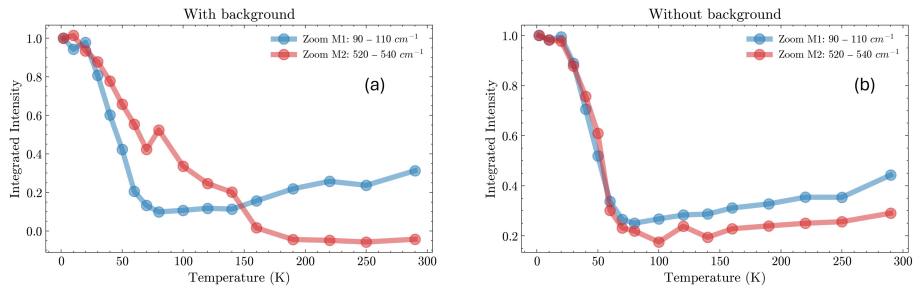 With background
Zoom M1: 90 − 110 cm⁻¹
Zoom M2: 520 − 540 cm⁻¹
(a)
1.0
0.8
0.6
0.4
0.2
0.0
Integrated Intensity
0 50 100 150 200 250 300
Temperature (K)
Without background
Zoom M1: 90 − 110 cm⁻¹
Zoom M2: 520 − 540 cm⁻¹
(b)
1.0
0.8
0.6
0.4
0.2
Integrated Intensity
0 50 100 150 200 250 300
Temperature (K)